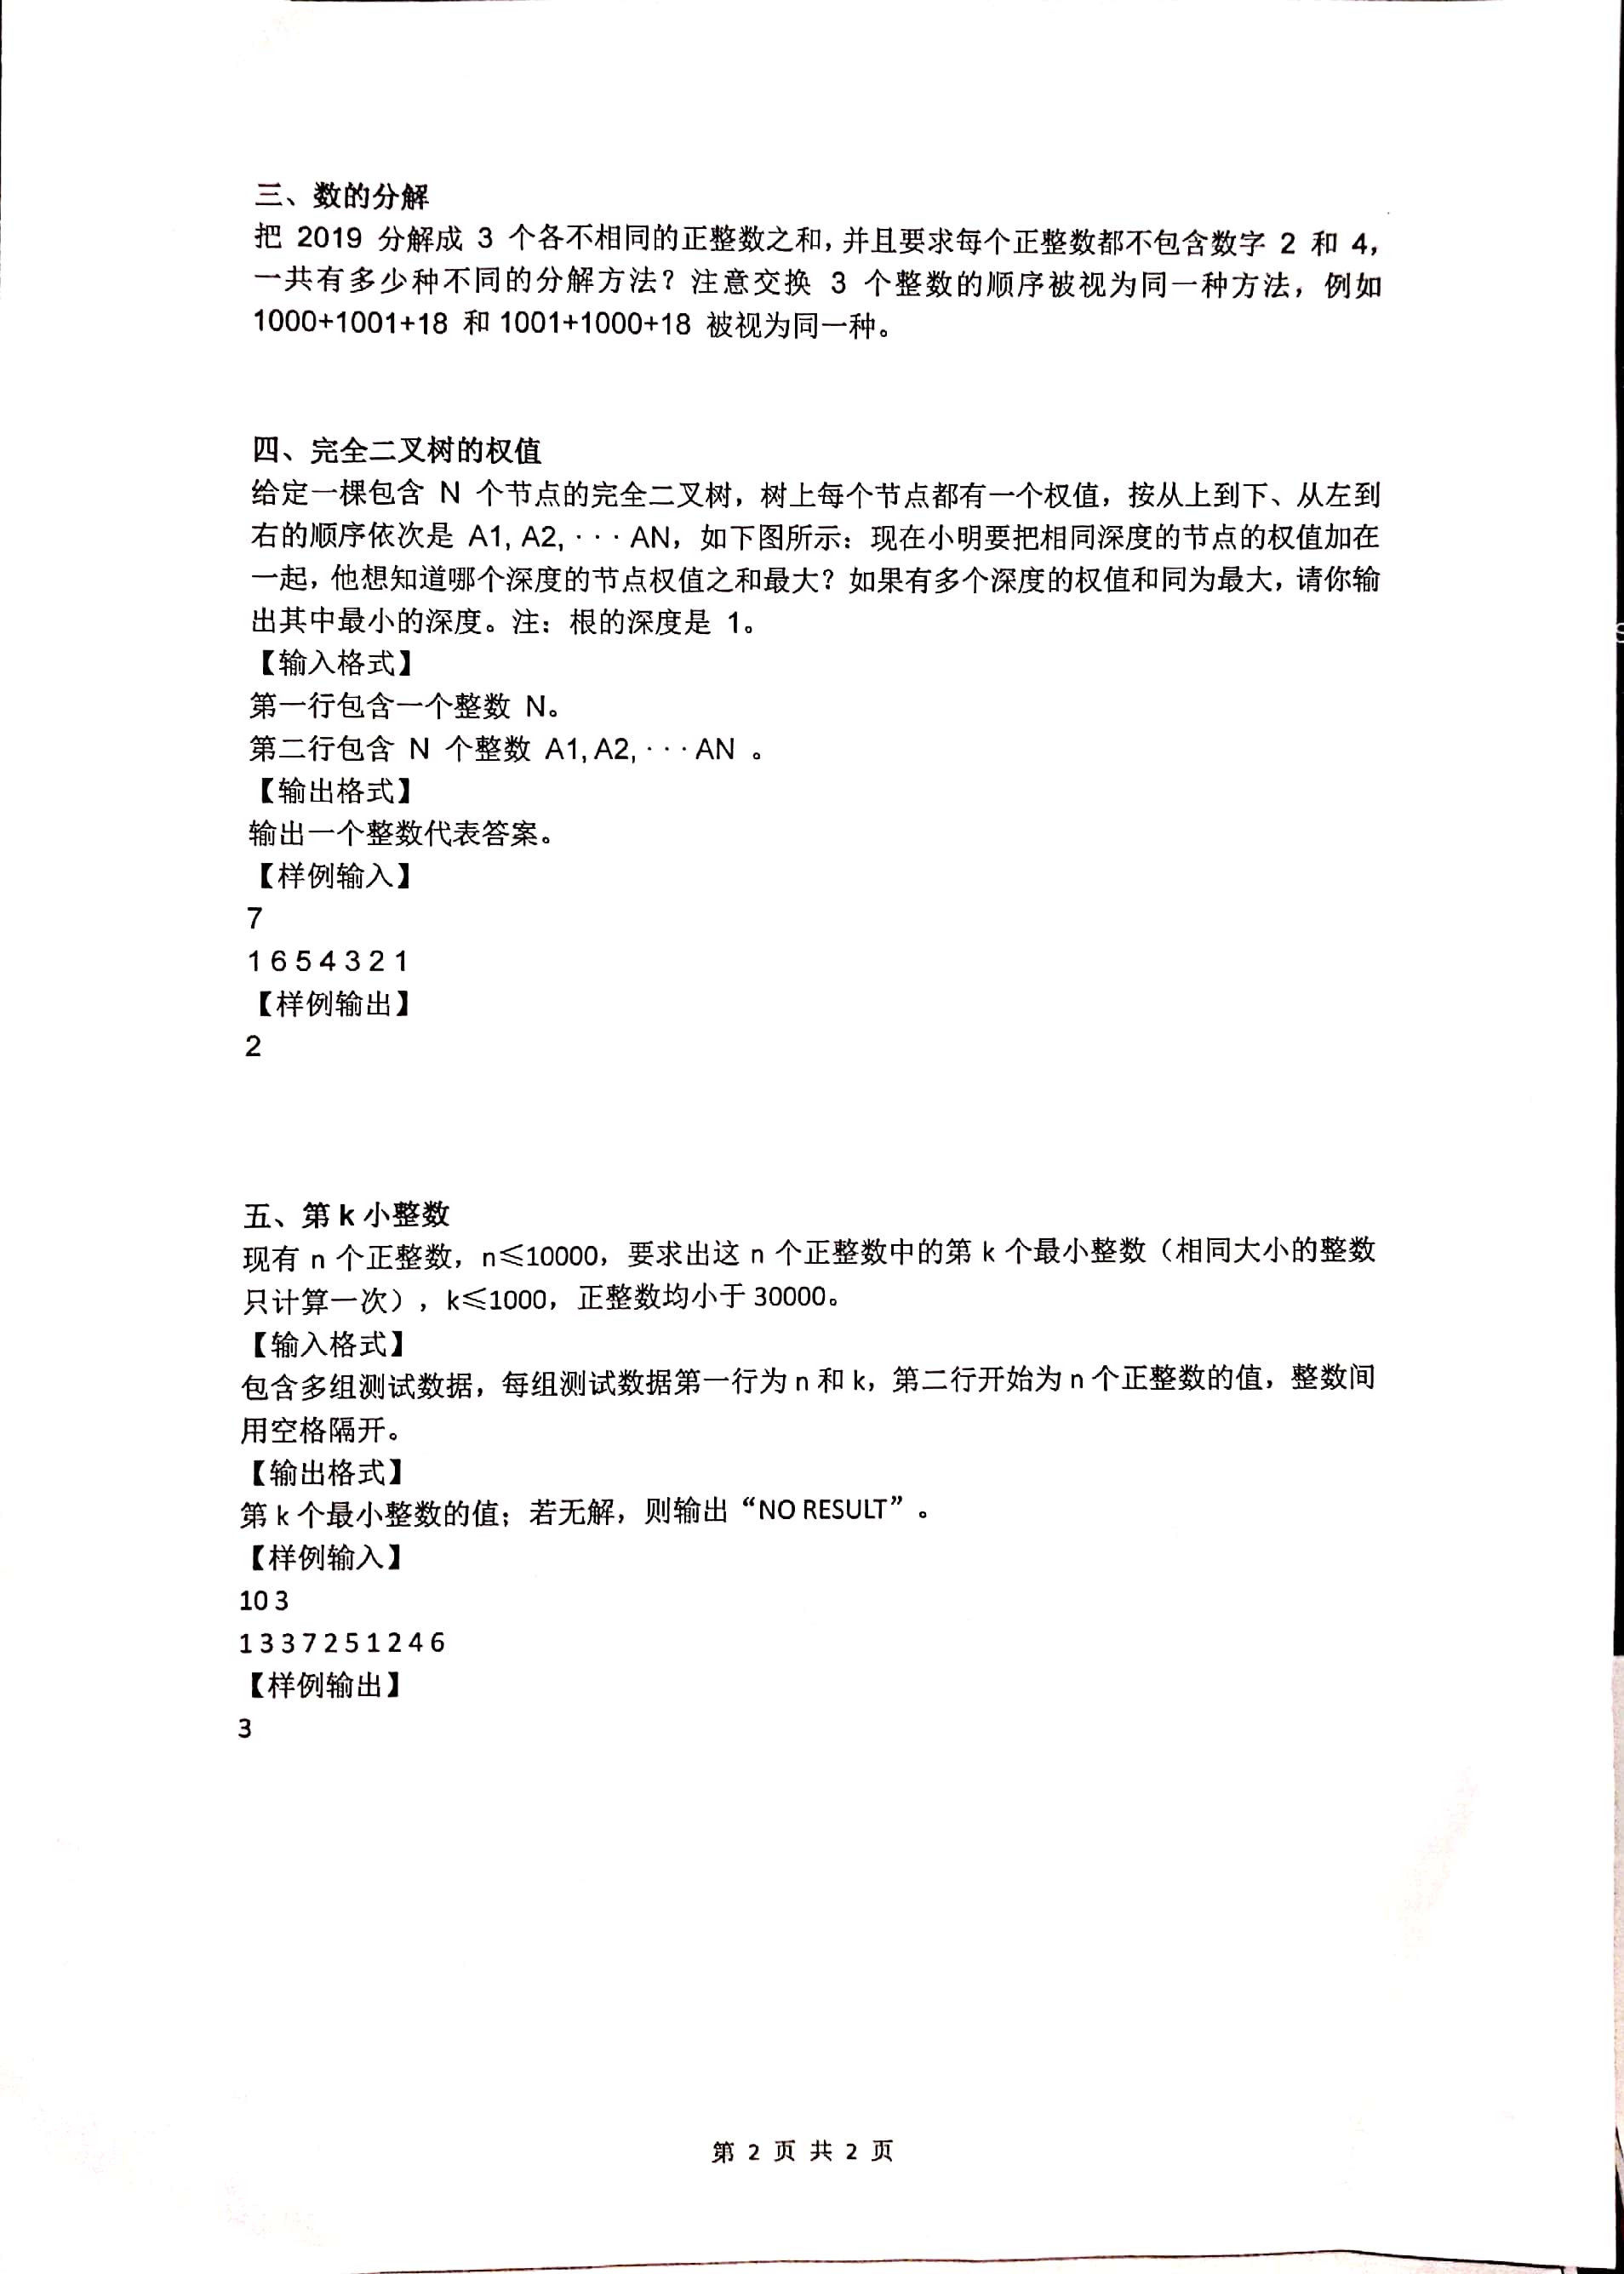 三、数的分解
把 2019 分解成 3 个各不相同的正整数之和，并且要求每个正整数都不包含数字 2 和 4，
一共有多少种不同的分解方法？注意交换 3 个整数的顺序被视为同一种方法，例如
1000+1001+18 和 1001+1000+18 被视为同一种。
四、完全二叉树的权值
给定一棵包含 N 个节点的完全二叉树，树上每个节点都有一个权值，按从上到下、从左到
右的顺序依次是 A1, A2, · · · AN，如下图所示：现在小明要把相同深度的节点的权值加在
一起，他想知道哪个深度的节点权值之和最大？如果有多个深度的权值和同为最大，请你输
出其中最小的深度。注：根的深度是 1。
【输入格式】
第一行包含一个整数 N。
第二行包含 N 个整数 A1, A2, · · · AN 。
【输出格式】
输出一个整数代表答案。
【样例输入】
7
1 6 5 4 3 2 1
【样例输出】
2
五、第 k 小整数
现有 n 个正整数，n≤10000，要求出这 n 个正整数中的第 k 个最小整数（相同大小的整数
只计算一次），k≤1000，正整数均小于 30000。
【输入格式】
包含多组测试数据，每组测试数据第一行为 n 和 k，第二行开始为 n 个正整数的值，整数间
用空格隔开。
【输出格式】
第 k 个最小整数的值；若无解，则输出“NO RESULT”。
【样例输入】
10 3
1 3 3 7 2 5 1 2 4 6
【样例输出】
3
第 2 页 共 2 页